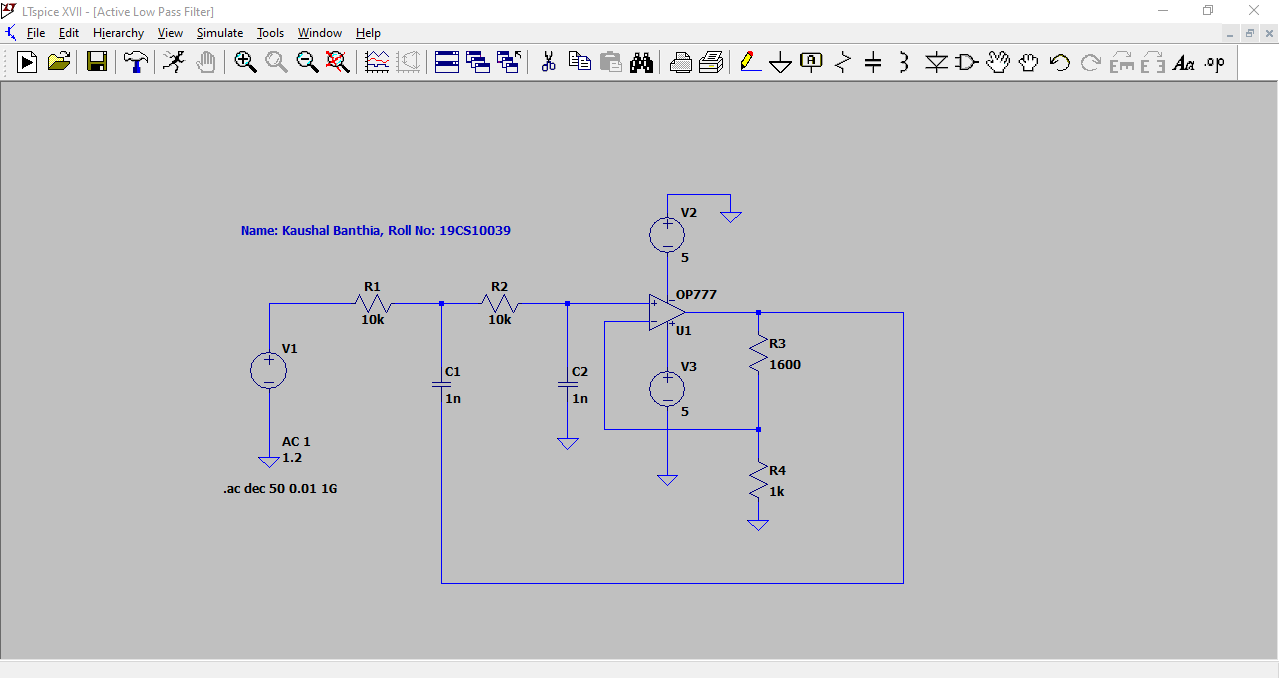 LTspice XVII - [Active Low Pass Filter]
File Edit Hierarchy View Simulate Tools Window Help
Aa .op
V2
5
Name: Kaushal Banthia, Roll No: 19CS10039
R1
10k
R2
10k
OP777
U1
V1
AC 1
1.2
C1
1n
C2
1n
V3
5
R3
1600
R4
1k
.ac dec 50 0.01 1G